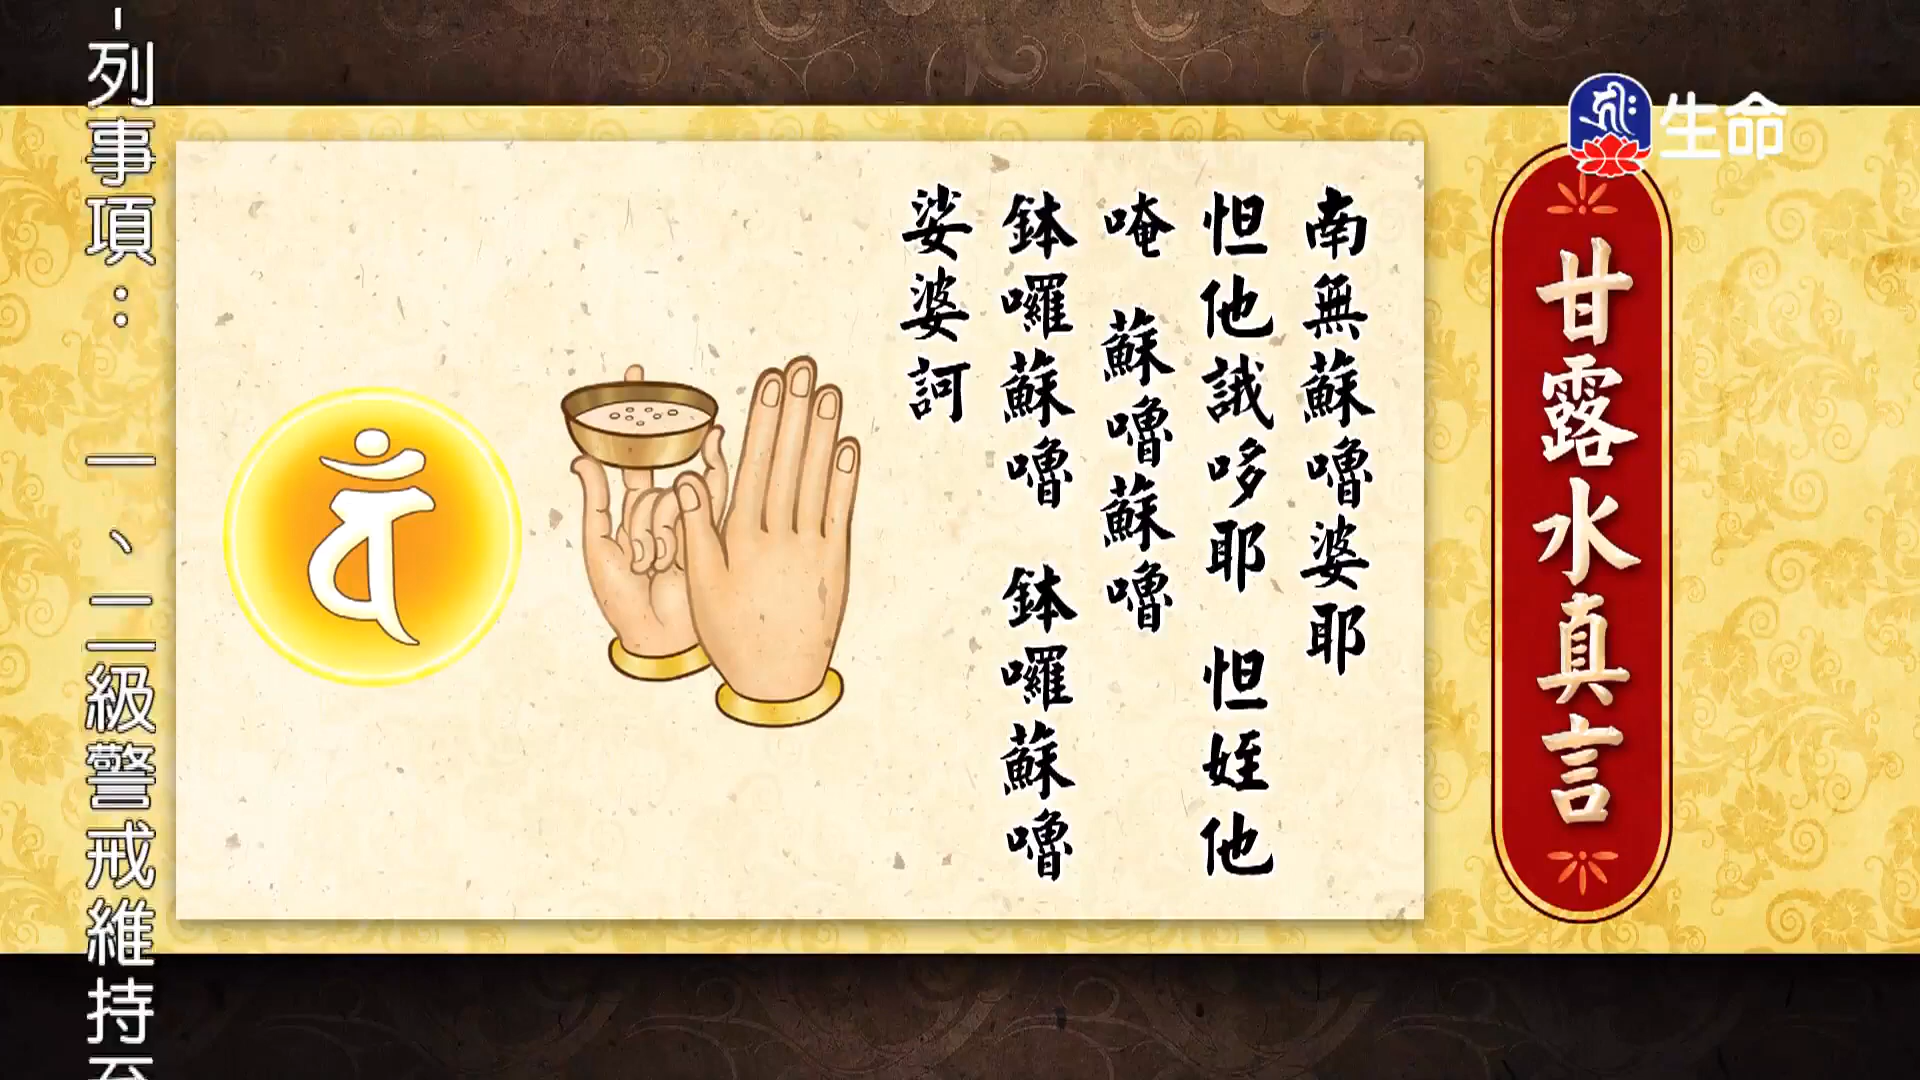 生命
甘露水真言
南無蘇嚕婆耶
怛他誐哆耶 怛姪他
唵 蘇嚕蘇嚕
鉢囉蘇嚕 鉢囉蘇嚕
娑婆訶
列事項：一、二級警戒維持至